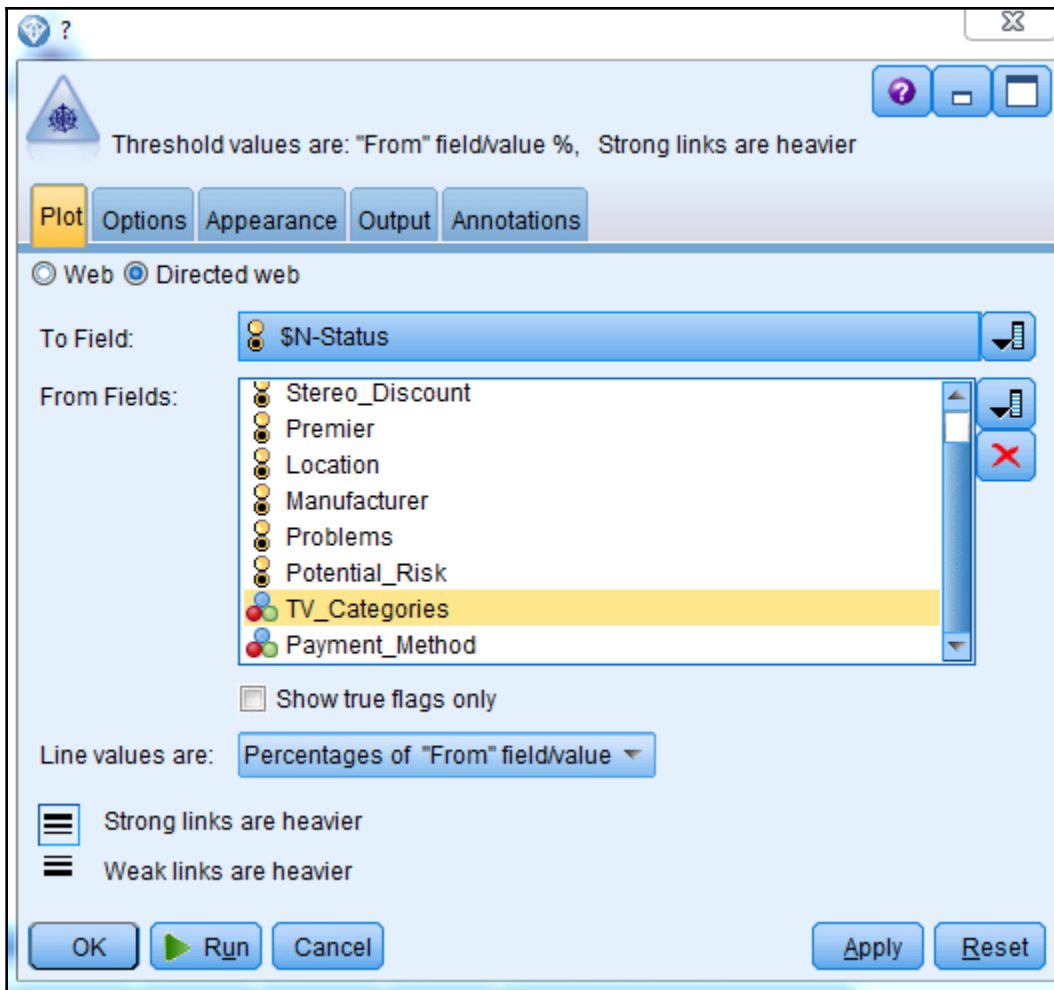 ?
Threshold values are: "From" field/value %, Strong links are heavier
Plot Options Appearance Output Annotations
Web Directed web
To Field: $N-Status
From Fields: Stereo_Discount
Premier
Location
Manufacturer
Problems
Potential_Risk
TV_Categories
Payment_Method
Show true flags only
Line values are: Percentages of "From" field/value
Strong links are heavier
Weak links are heavier
OK Run Cancel Apply Reset